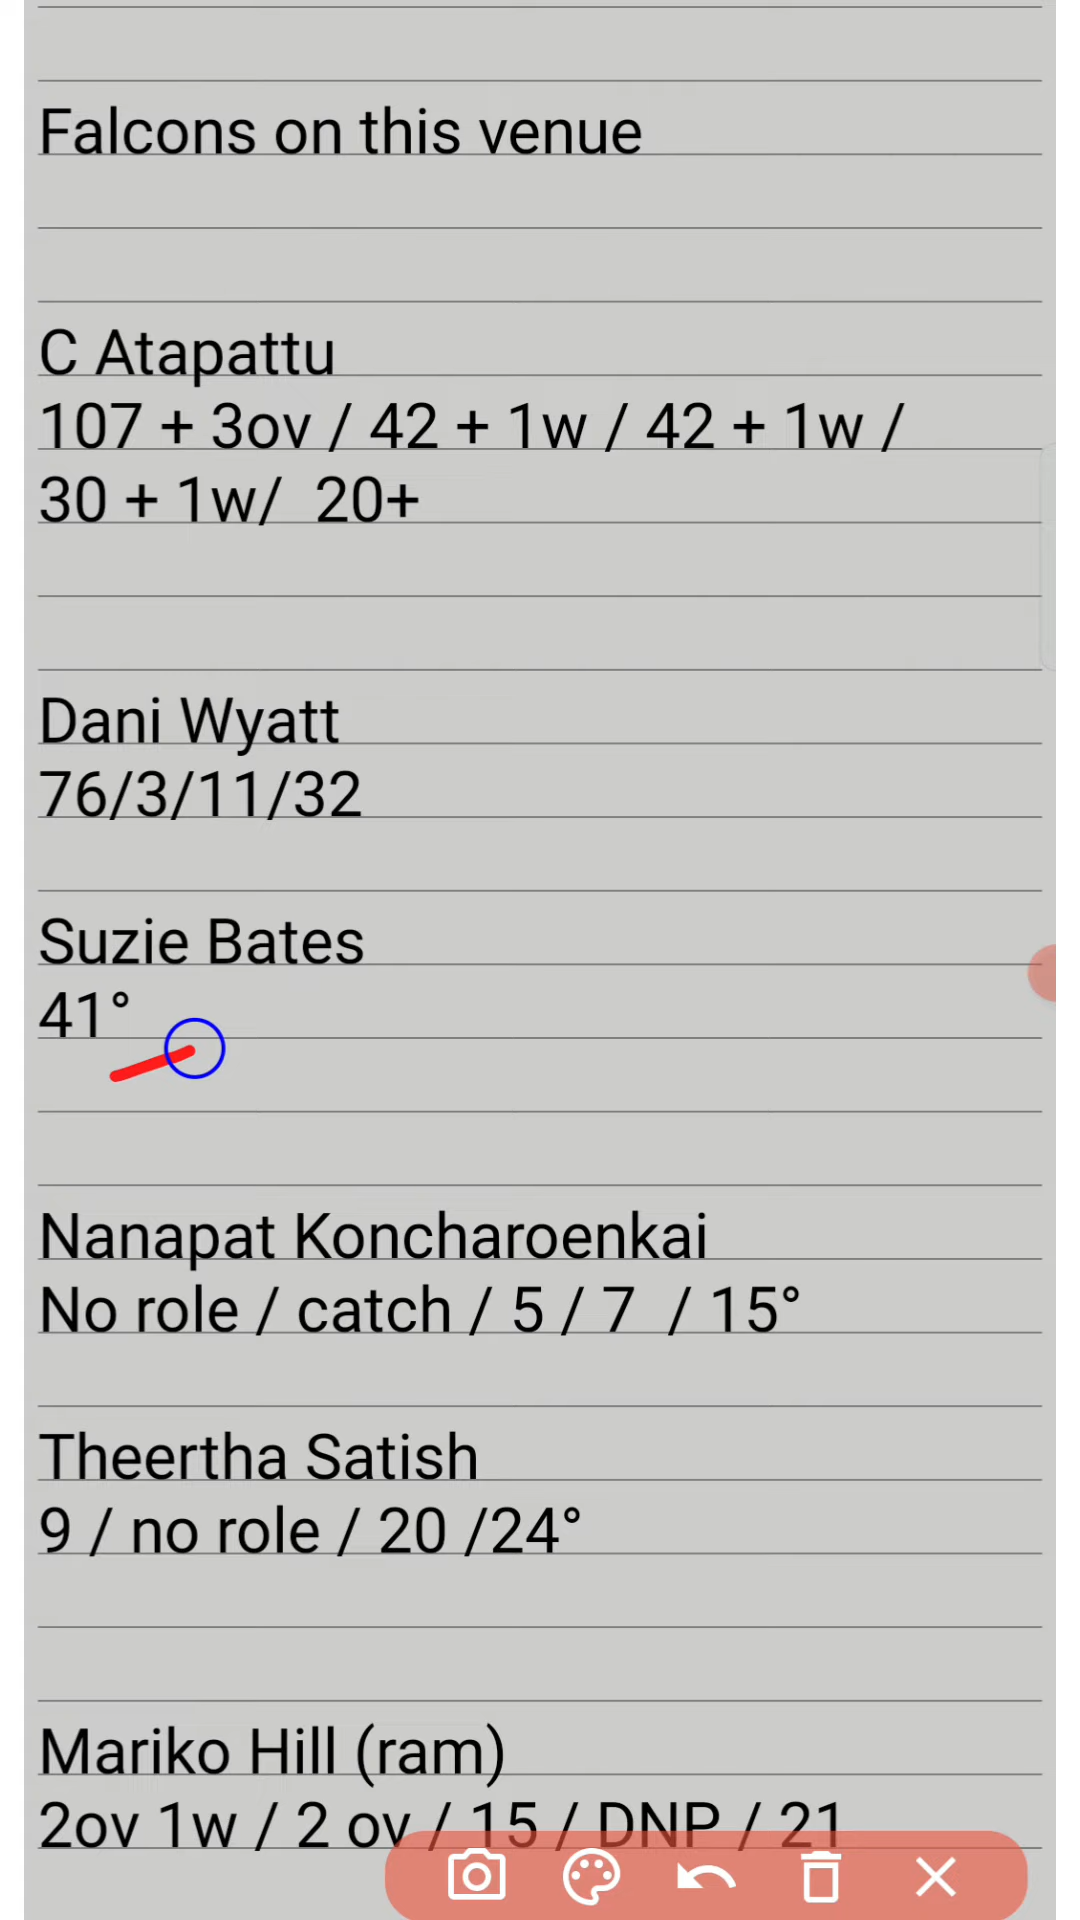 Falcons on this venue
C Atapattu
107 + 3ov / 42 + 1w / 42 + 1w /
30 + 1w/  20+
Dani Wyatt
76/3/11/32
Suzie Bates
41°
Nanapat Koncharoenkai
No role / catch / 5 / 7  / 15°
Theertha Satish
9 / no role / 20 /24°
Mariko Hill (ram)
2ov 1w / 2 ov / 15 / DNP / 21